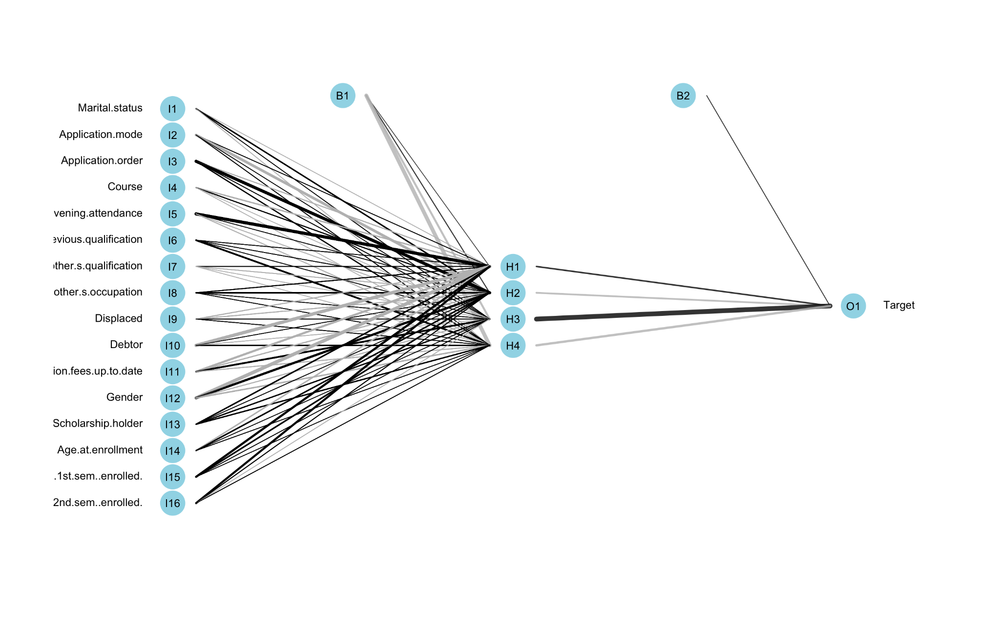 B1
B2
Marital.status I1
Application.mode I2
Application.order I3
Course I4
vening.attendance I5
evious.qualification I6
other.s.qualification I7
other.s.occupation I8
Displaced I9
Debtor I10
ion.fees.up.to.date I11
Gender I12
Scholarship.holder I13
Age.at.enrollment I14
.1st.sem..enrolled. I15
2nd.sem..enrolled. I16
H1
H2
H3
H4
O1 Target